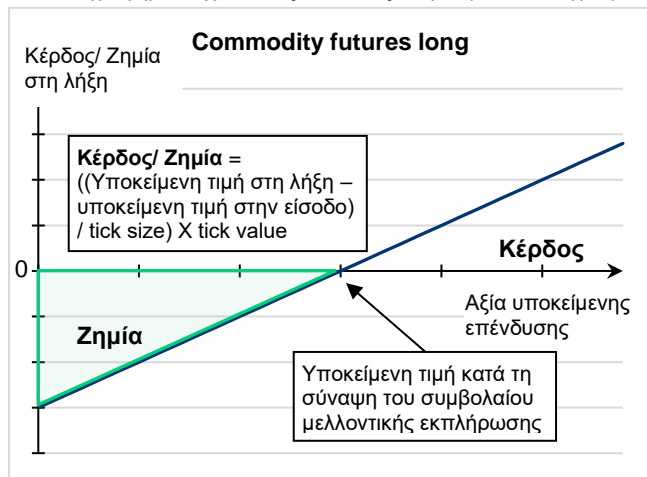 Commodity futures long
Κέρδος/ Ζημία
στη λήξη
Κέρδος/ Ζημία =
((Υποκείμενη τιμή στη λήξη –
υποκείμενη τιμή στην είσοδο)
/ tick size) X tick value
0
Κέρδος
Αξία υποκείμενης
επένδυσης
Ζημία
Υποκείμενη τιμή κατά τη
σύναψη του συμβολαίου
μελλοντικής εκπλήρωσης